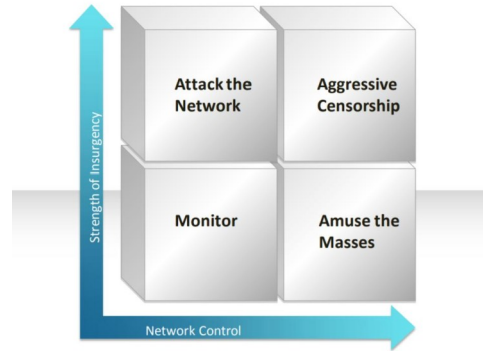 Strength of Insurgency
Attack the
Network
Aggressive
Censorship
Monitor
Amuse the
Masses
Network Control